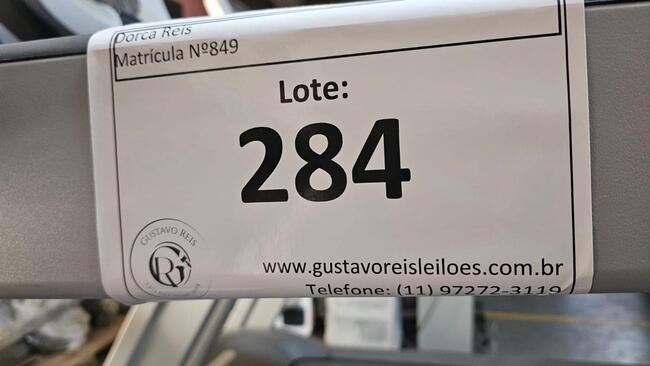 Dorca Reis
Matrícula Nº849
Lote:
284
GUSTAVO REIS
www.gustavoreisleiloes.com.br
Telefone: (11) 97272-3119